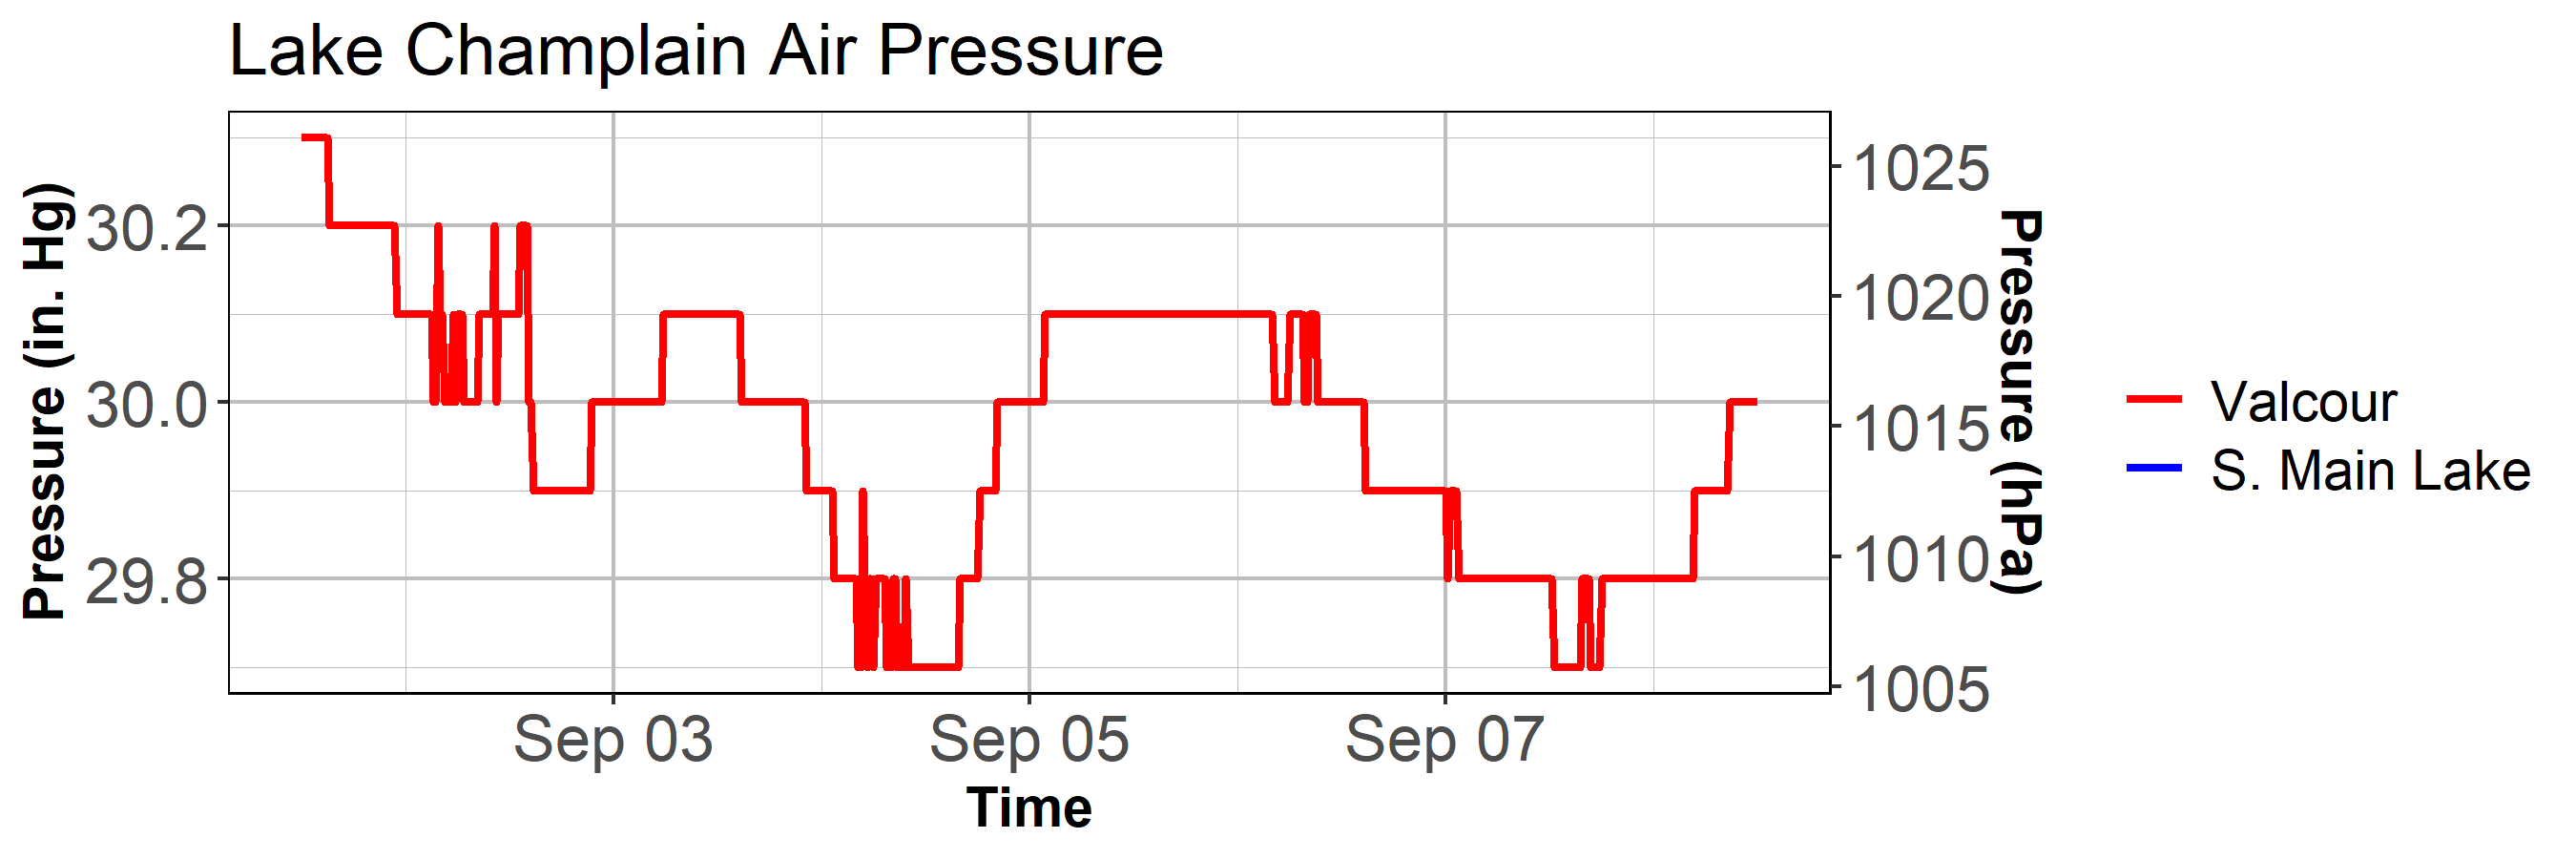 Lake Champlain Air Pressure
Pressure (in. Hg)
30.2
30.0
29.8
1025
1020
1015
1010
1005
Pressure (hPa)
Sep 03 Sep 05 Sep 07
Time
Valcour
S. Main Lake